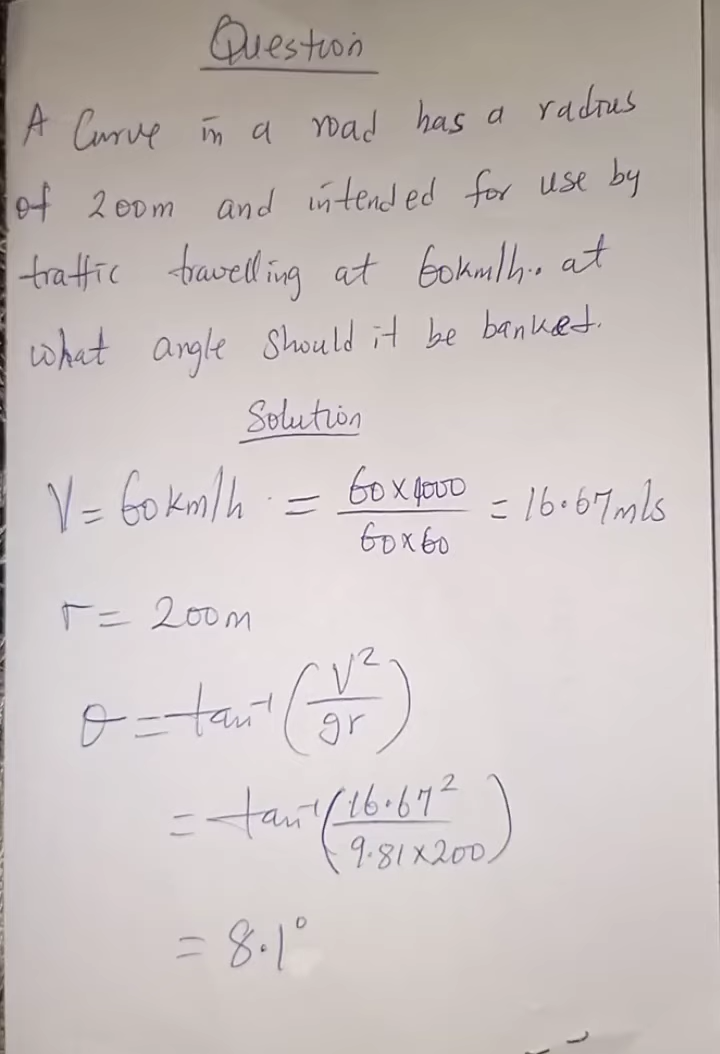 Question
A Curve in a road has a radius
of 200m and intended for use by
traffic travelling at 60km/h.. at
what angle should it be banked.
Solution
V = 60km/h = 60×1000/60×60 = 16.67m/s
r = 200m
θ = tan⁻¹(V²/gr)
= tan⁻¹(16.67²/9.81×200)
= 8.1°